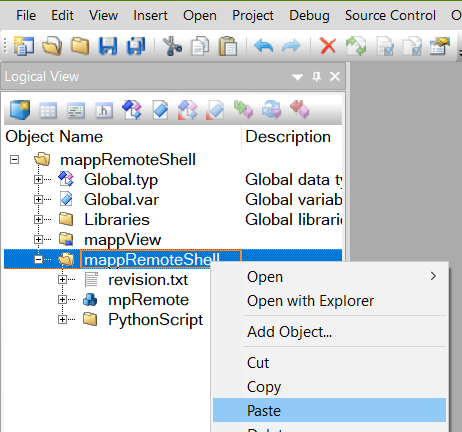 File Edit View Insert Open Project Debug Source Control O
Logical View
Object Name Description
mappRemoteShell
Global.typ Global data ty
Global.var Global variab
Libraries Global librarie
mappView
mappRemoteShell
revision.txt
mpRemote
PythonScript
Open
Open with Explorer
Add Object...
Cut
Copy
Paste